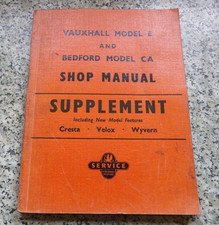 VAUXHALL MODEL E
AND
BEDFORD MODEL CA
SHOP MANUAL
SUPPLEMENT
Including New Model Features
Cresta · Velox · Wyvern
SERVICE